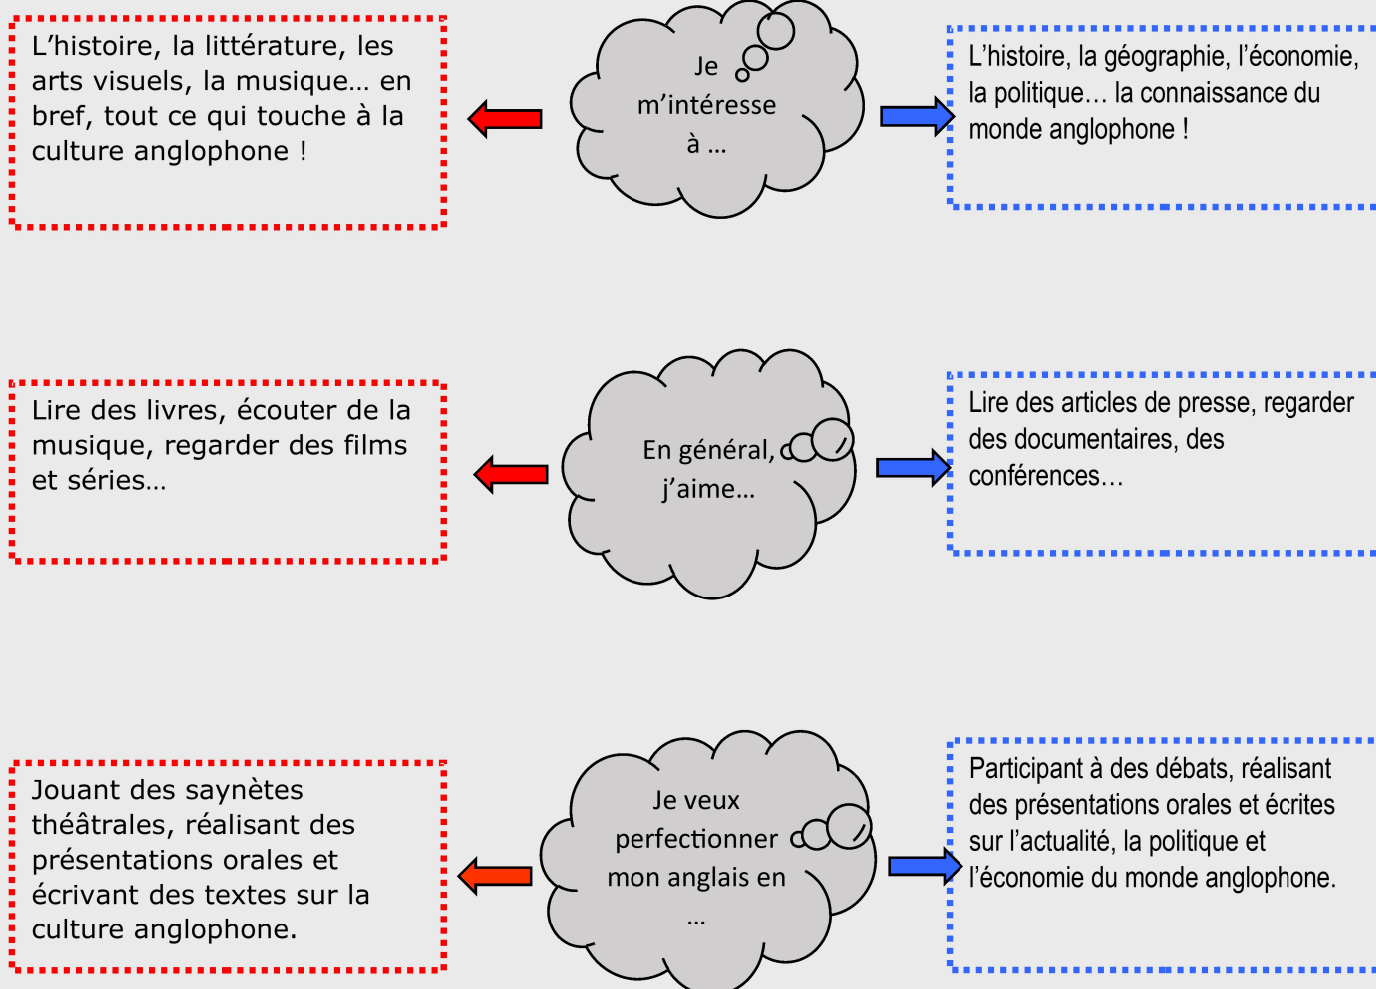 L’histoire, la littérature, les
arts visuels, la musique… en
bref, tout ce qui touche à la
culture anglophone !
Je
m’intéresse
à …
L’histoire, la géographie, l’économie,
la politique… la connaissance du
monde anglophone !
Lire des livres, écouter de la
musique, regarder des films
et séries…
En général,
j’aime…
Lire des articles de presse, regarder
des documentaires, des
conférences…
Jouant des saynètes
théâtrales, réalisant des
présentations orales et
écrivant des textes sur la
culture anglophone.
Je veux
perfectionner
mon anglais en
…
Participant à des débats, réalisant
des présentations orales et écrites
sur l’actualité, la politique et
l’économie du monde anglophone.